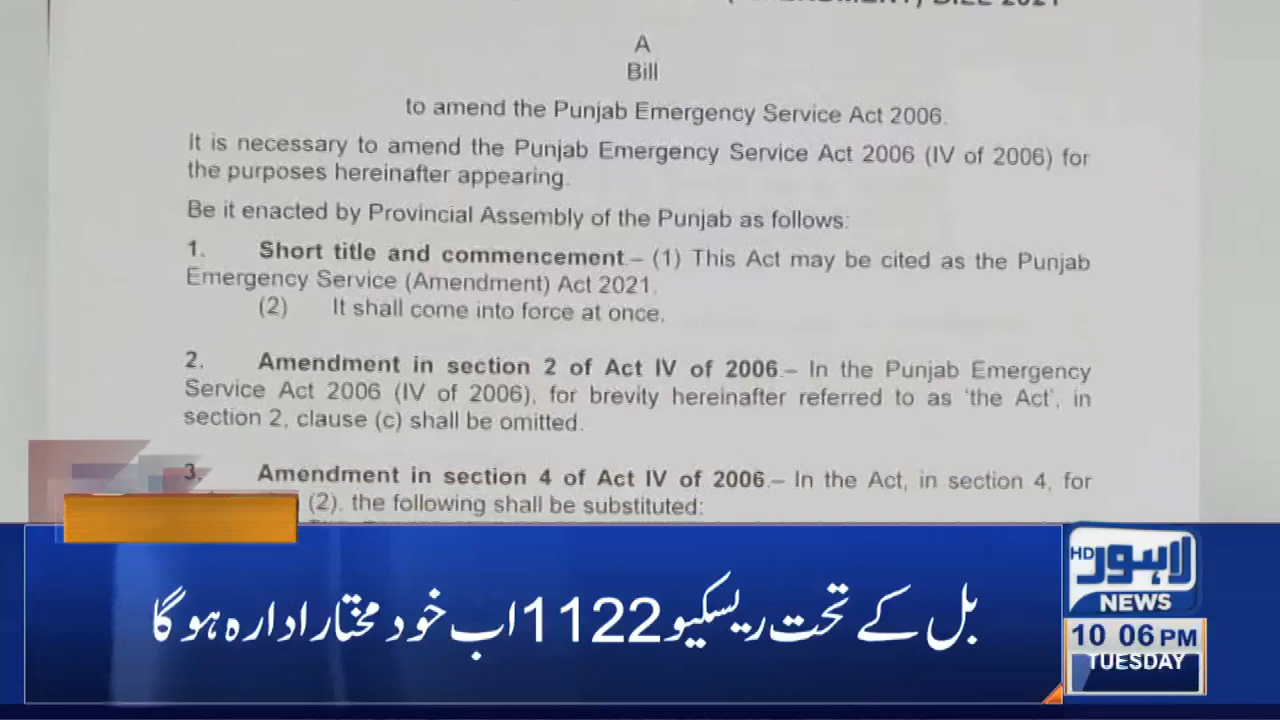 (AMENDMENT) BILL 2021
A
Bill
to amend the Punjab Emergency Service Act 2006.
It is necessary to amend the Punjab Emergency Service Act 2006 (IV of 2006) for
the purposes hereinafter appearing.
Be it enacted by Provincial Assembly of the Punjab as follows:
1. Short title and commencement.– (1) This Act may be cited as the Punjab
Emergency Service (Amendment) Act 2021.
(2) It shall come into force at once.
2. Amendment in section 2 of Act IV of 2006.– In the Punjab Emergency
Service Act 2006 (IV of 2006), for brevity hereinafter referred to as ‘the Act’, in
section 2, clause (c) shall be omitted.
3. Amendment in section 4 of Act IV of 2006.– In the Act, in section 4, for
(2), the following shall be substituted:
بل کے تحت ریسکیو 1122 اب خود مختار ادارہ ہو گا
HD لاہور
NEWS
10 06 PM
TUESDAY